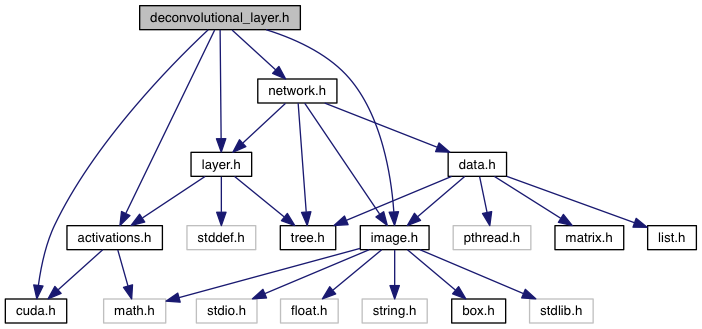 deconvolutional_layer.h
network.h
layer.h
data.h
activations.h
stddef.h
tree.h
image.h
pthread.h
matrix.h
list.h
cuda.h
math.h
stdio.h
float.h
string.h
box.h
stdlib.h